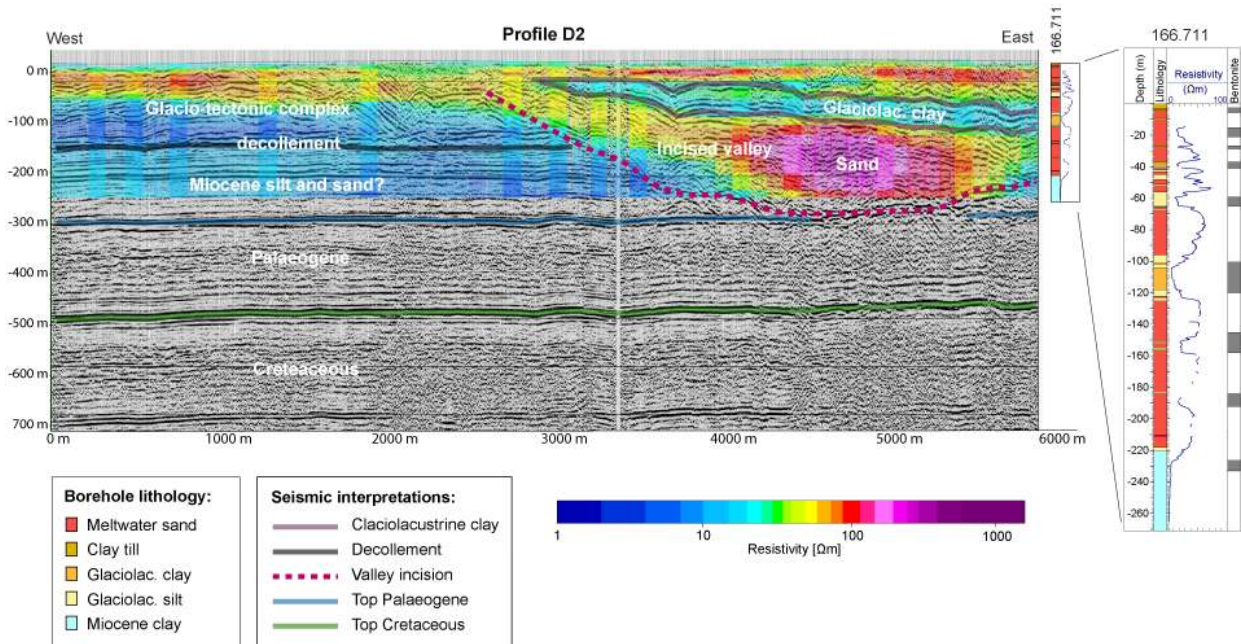 Profile D2
West
East
166.711
166.711
Depth (m)
Lithology
Resistivity
(Ωm)
0
100
Bentonite
0 m
-100 m
-200 m
-300 m
-400 m
-500 m
-600 m
700 m
Glacio-tectonic complex
decollement
Miocene silt and sand?
Incised valley
Glaciolac. clay
Sand
Palaeogene
Creteaceous
0 m
1000 m
2000 m
3000 m
4000 m
5000 m
6000 m
-20
-40
-60
-80
-100
-120
-140
-160
-180
-200
-220
-240
-260
Borehole lithology:
Meltwater sand
Clay till
Glaciolac. clay
Glaciolac. silt
Miocene clay
Seismic interpretations:
Claciolacustrine clay
Decollement
Valley incision
Top Palaeogene
Top Cretaceous
1
10
100
1000
Resistivity [Ωm]